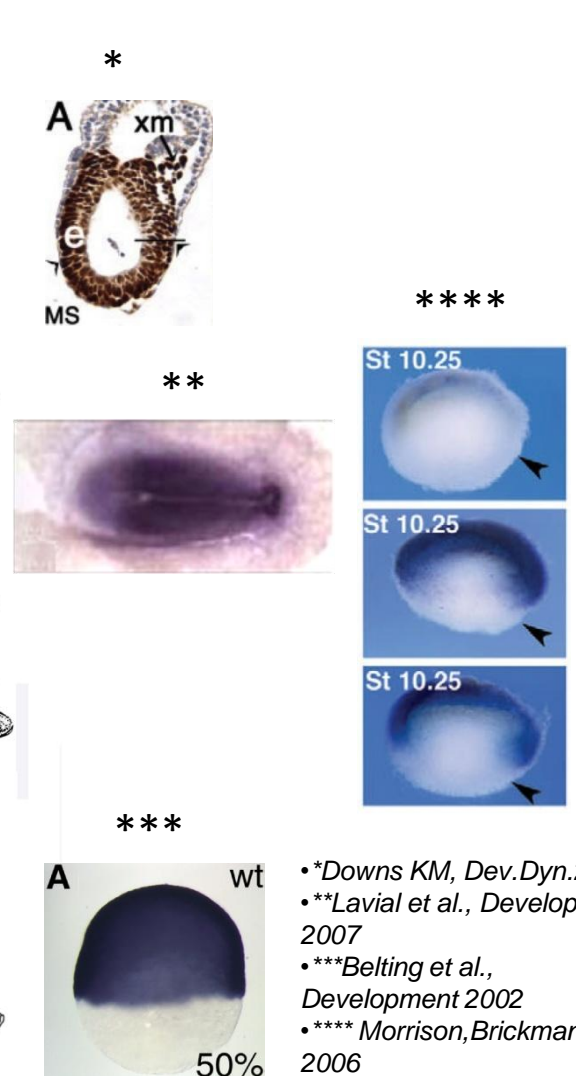 *
A
xm
e
MS
****
St 10.25
**
St 10.25
St 10.25
***
A wt
50%
•*Downs KM, Dev.Dyn.
•**Lavial et al., Develop
2007
•***Belting et al.,
Development 2002
•**** Morrison,Brickman
2006